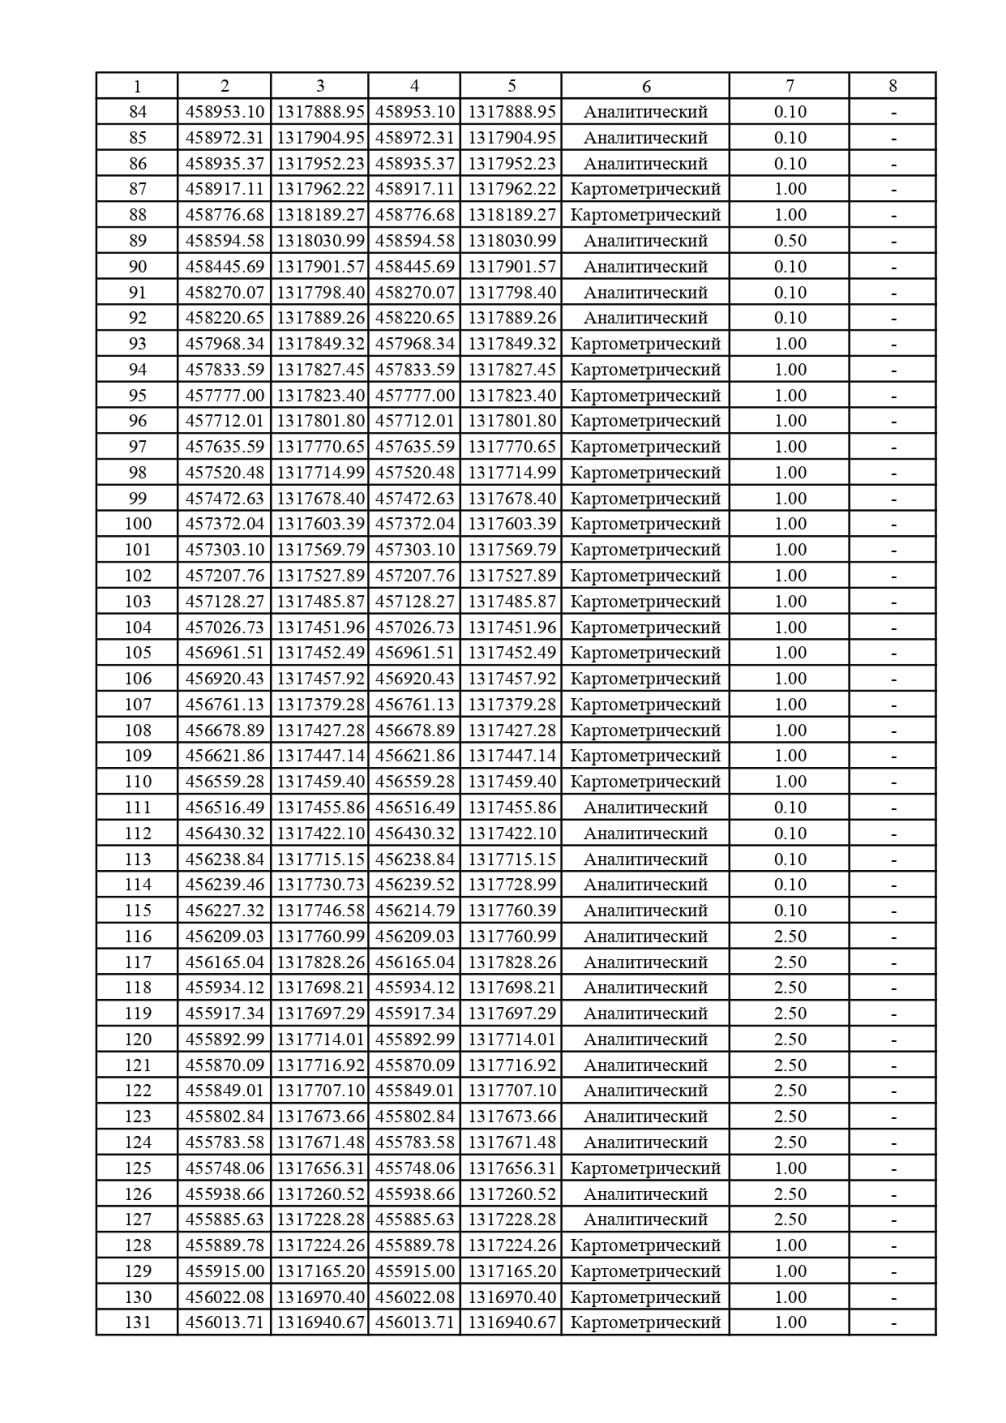 1 2 3 4 5 6 7 8
84 458953.10 1317888.95 458953.10 1317888.95 Аналитический 0.10 -
85 458972.31 1317904.95 458972.31 1317904.95 Аналитический 0.10 -
86 458935.37 1317952.23 458935.37 1317952.23 Аналитический 0.10 -
87 458917.11 1317962.22 458917.11 1317962.22 Картометрический 1.00 -
88 458776.68 1318189.27 458776.68 1318189.27 Картометрический 1.00 -
89 458594.58 1318030.99 458594.58 1318030.99 Аналитический 0.50 -
90 458445.69 1317901.57 458445.69 1317901.57 Аналитический 0.10 -
91 458270.07 1317798.40 458270.07 1317798.40 Аналитический 0.10 -
92 458220.65 1317889.26 458220.65 1317889.26 Аналитический 0.10 -
93 457968.34 1317849.32 457968.34 1317849.32 Картометрический 1.00 -
94 457833.59 1317827.45 457833.59 1317827.45 Картометрический 1.00 -
95 457777.00 1317823.40 457777.00 1317823.40 Картометрический 1.00 -
96 457712.01 1317801.80 457712.01 1317801.80 Картометрический 1.00 -
97 457635.59 1317770.65 457635.59 1317770.65 Картометрический 1.00 -
98 457520.48 1317714.99 457520.48 1317714.99 Картометрический 1.00 -
99 457472.63 1317678.40 457472.63 1317678.40 Картометрический 1.00 -
100 457372.04 1317603.39 457372.04 1317603.39 Картометрический 1.00 -
101 457303.10 1317569.79 457303.10 1317569.79 Картометрический 1.00 -
102 457207.76 1317527.89 457207.76 1317527.89 Картометрический 1.00 -
103 457128.27 1317485.87 457128.27 1317485.87 Картометрический 1.00 -
104 457026.73 1317451.96 457026.73 1317451.96 Картометрический 1.00 -
105 456961.51 1317452.49 456961.51 1317452.49 Картометрический 1.00 -
106 456920.43 1317457.92 456920.43 1317457.92 Картометрический 1.00 -
107 456761.13 1317379.28 456761.13 1317379.28 Картометрический 1.00 -
108 456678.89 1317427.28 456678.89 1317427.28 Картометрический 1.00 -
109 456621.86 1317447.14 456621.86 1317447.14 Картометрический 1.00 -
110 456559.28 1317459.40 456559.28 1317459.40 Картометрический 1.00 -
111 456516.49 1317455.86 456516.49 1317455.86 Аналитический 0.10 -
112 456430.32 1317422.10 456430.32 1317422.10 Аналитический 0.10 -
113 456238.84 1317715.15 456238.84 1317715.15 Аналитический 0.10 -
114 456239.46 1317730.73 456239.52 1317728.99 Аналитический 0.10 -
115 456227.32 1317746.58 456214.79 1317760.39 Аналитический 0.10 -
116 456209.03 1317760.99 456209.03 1317760.99 Аналитический 2.50 -
117 456165.04 1317828.26 456165.04 1317828.26 Аналитический 2.50 -
118 455934.12 1317698.21 455934.12 1317698.21 Аналитический 2.50 -
119 455917.34 1317697.29 455917.34 1317697.29 Аналитический 2.50 -
120 455892.99 1317714.01 455892.99 1317714.01 Аналитический 2.50 -
121 455870.09 1317716.92 455870.09 1317716.92 Аналитический 2.50 -
122 455849.01 1317707.10 455849.01 1317707.10 Аналитический 2.50 -
123 455802.84 1317673.66 455802.84 1317673.66 Аналитический 2.50 -
124 455783.58 1317671.48 455783.58 1317671.48 Аналитический 2.50 -
125 455748.06 1317656.31 455748.06 1317656.31 Картометрический 1.00 -
126 455938.66 1317260.52 455938.66 1317260.52 Аналитический 2.50 -
127 455885.63 1317228.28 455885.63 1317228.28 Аналитический 2.50 -
128 455889.78 1317224.26 455889.78 1317224.26 Картометрический 1.00 -
129 455915.00 1317165.20 455915.00 1317165.20 Картометрический 1.00 -
130 456022.08 1316970.40 456022.08 1316970.40 Картометрический 1.00 -
131 456013.71 1316940.67 456013.71 1316940.67 Картометрический 1.00 -